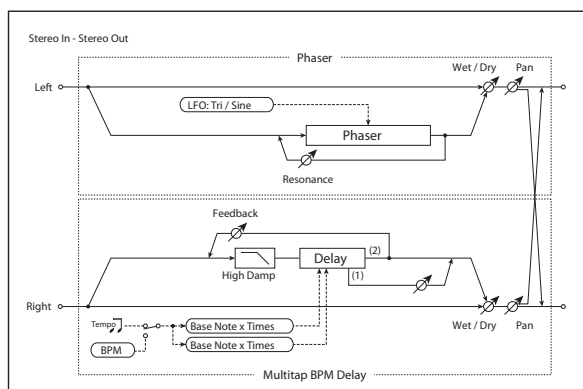 Stereo In - Stereo Out
Phaser
Wet / Dry
Pan
Left
LFO: Tri / Sine
Phaser
Resonance
Feedback
High Damp
Delay
(2)
(1)
Right
Tempo
BPM
Base Note x Times
Base Note x Times
Wet / Dry
Pan
Multitap BPM Delay